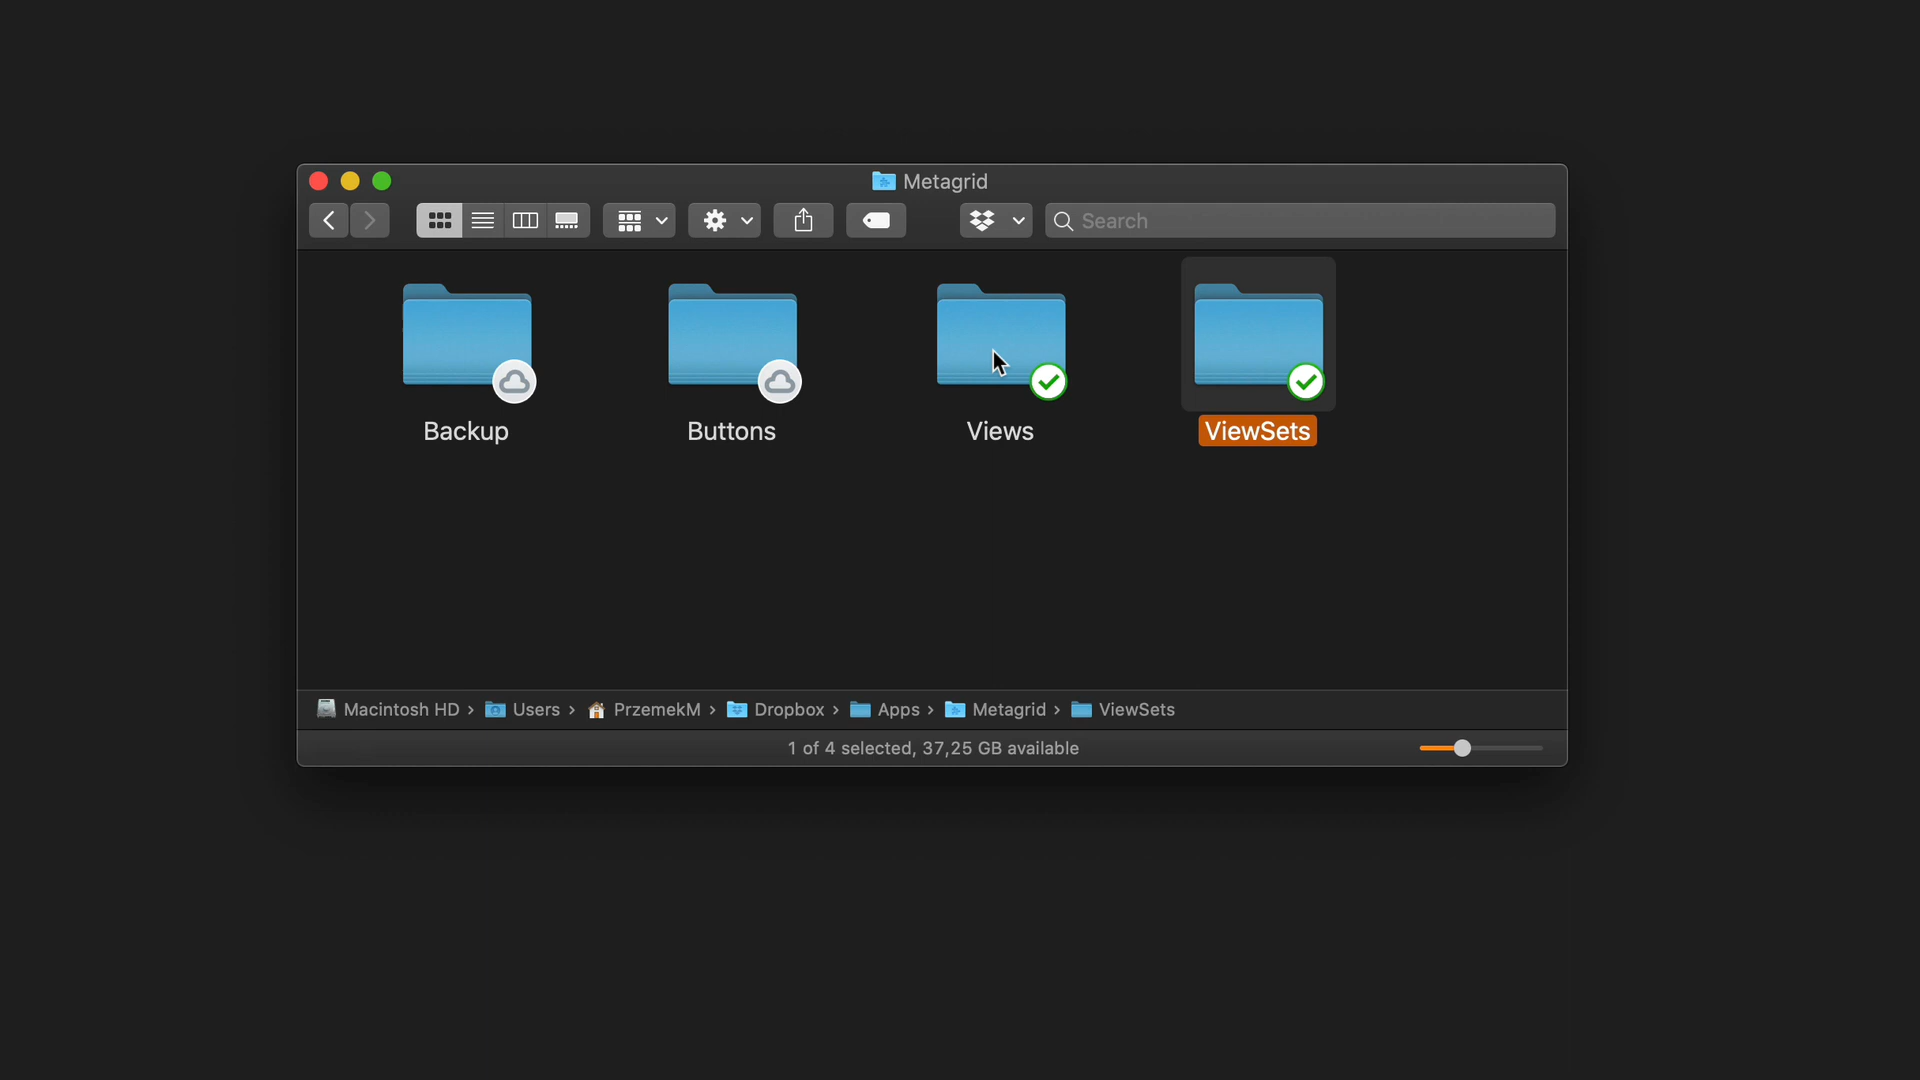 Metagrid
Search
Backup
Buttons
Views
ViewSets
Macintosh HD › Users › PrzemekM › Dropbox › Apps › Metagrid › ViewSets
1 of 4 selected, 37,25 GB available